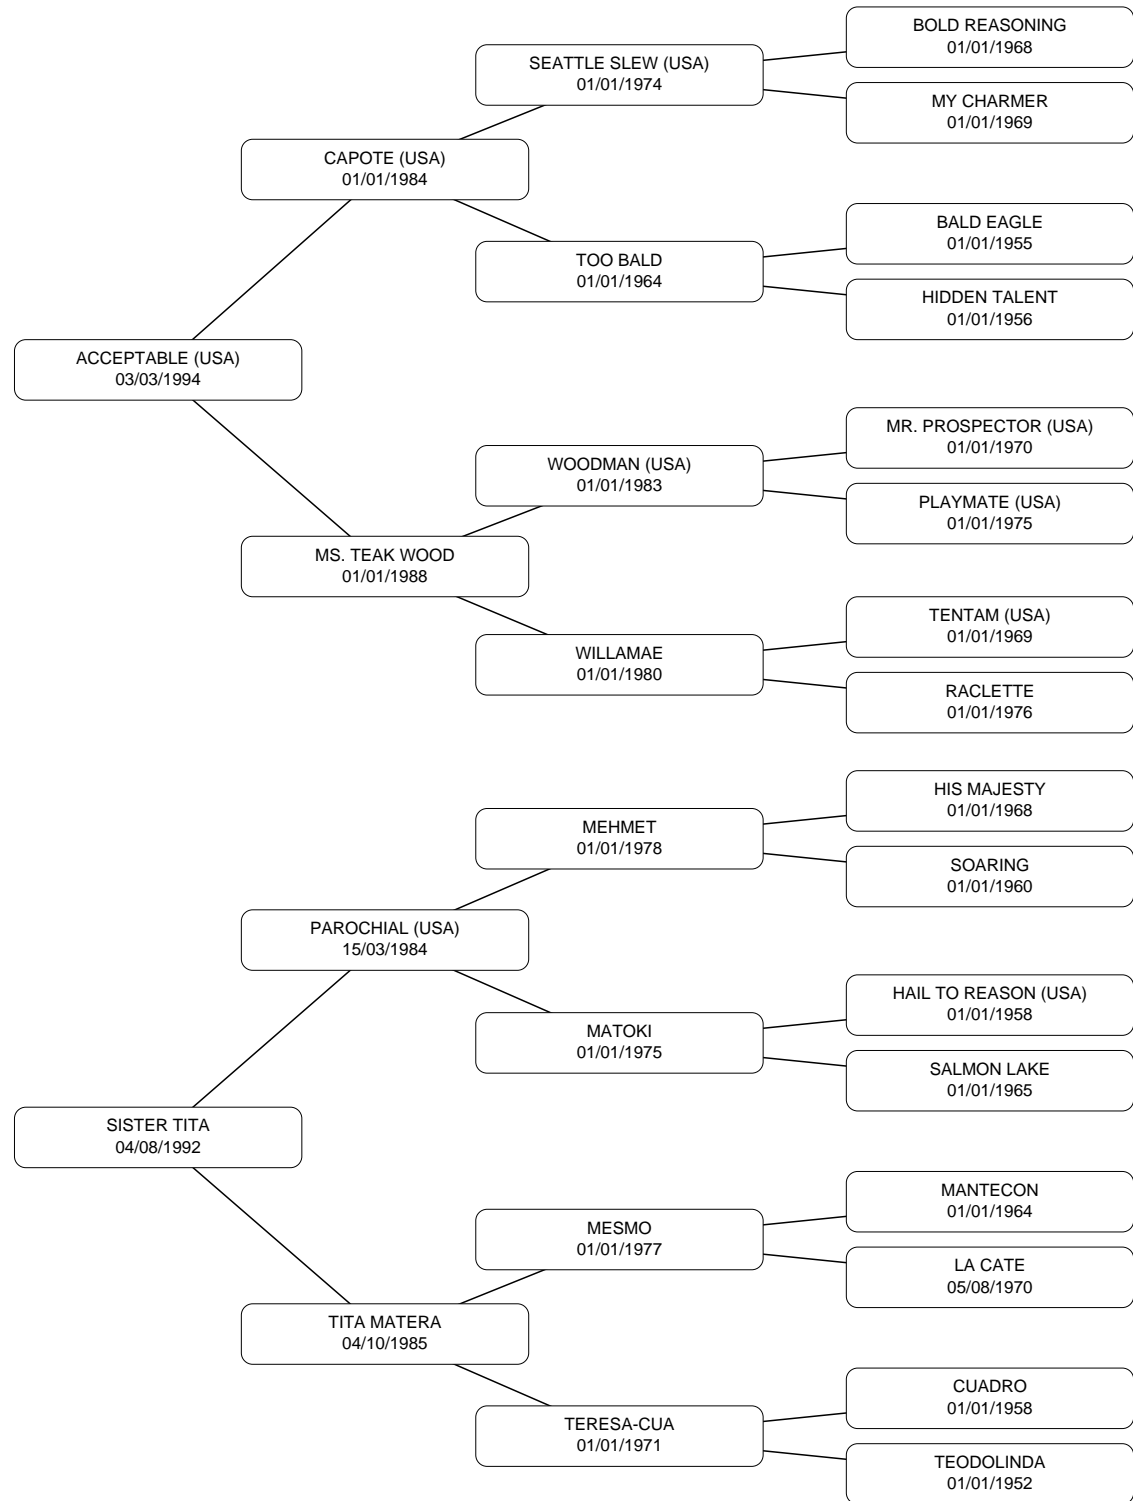 BOLD REASONING
01/01/1968
SEATTLE SLEW (USA)
01/01/1974
MY CHARMER
01/01/1969
CAPOTE (USA)
01/01/1984
BALD EAGLE
01/01/1955
TOO BALD
01/01/1964
HIDDEN TALENT
01/01/1956
ACCEPTABLE (USA)
03/03/1994
MR. PROSPECTOR (USA)
01/01/1970
WOODMAN (USA)
01/01/1983
PLAYMATE (USA)
01/01/1975
MS. TEAK WOOD
01/01/1988
TENTAM (USA)
01/01/1969
WILLAMAE
01/01/1980
RACLETTE
01/01/1976
HIS MAJESTY
01/01/1968
MEHMET
01/01/1978
SOARING
01/01/1960
PAROCHIAL (USA)
15/03/1984
HAIL TO REASON (USA)
01/01/1958
MATOKI
01/01/1975
SALMON LAKE
01/01/1965
SISTER TITA
04/08/1992
MANTECON
01/01/1964
MESMO
01/01/1977
LA CATE
05/08/1970
TITA MATERA
04/10/1985
CUADRO
01/01/1958
TERESA-CUA
01/01/1971
TEODOLINDA
01/01/1952